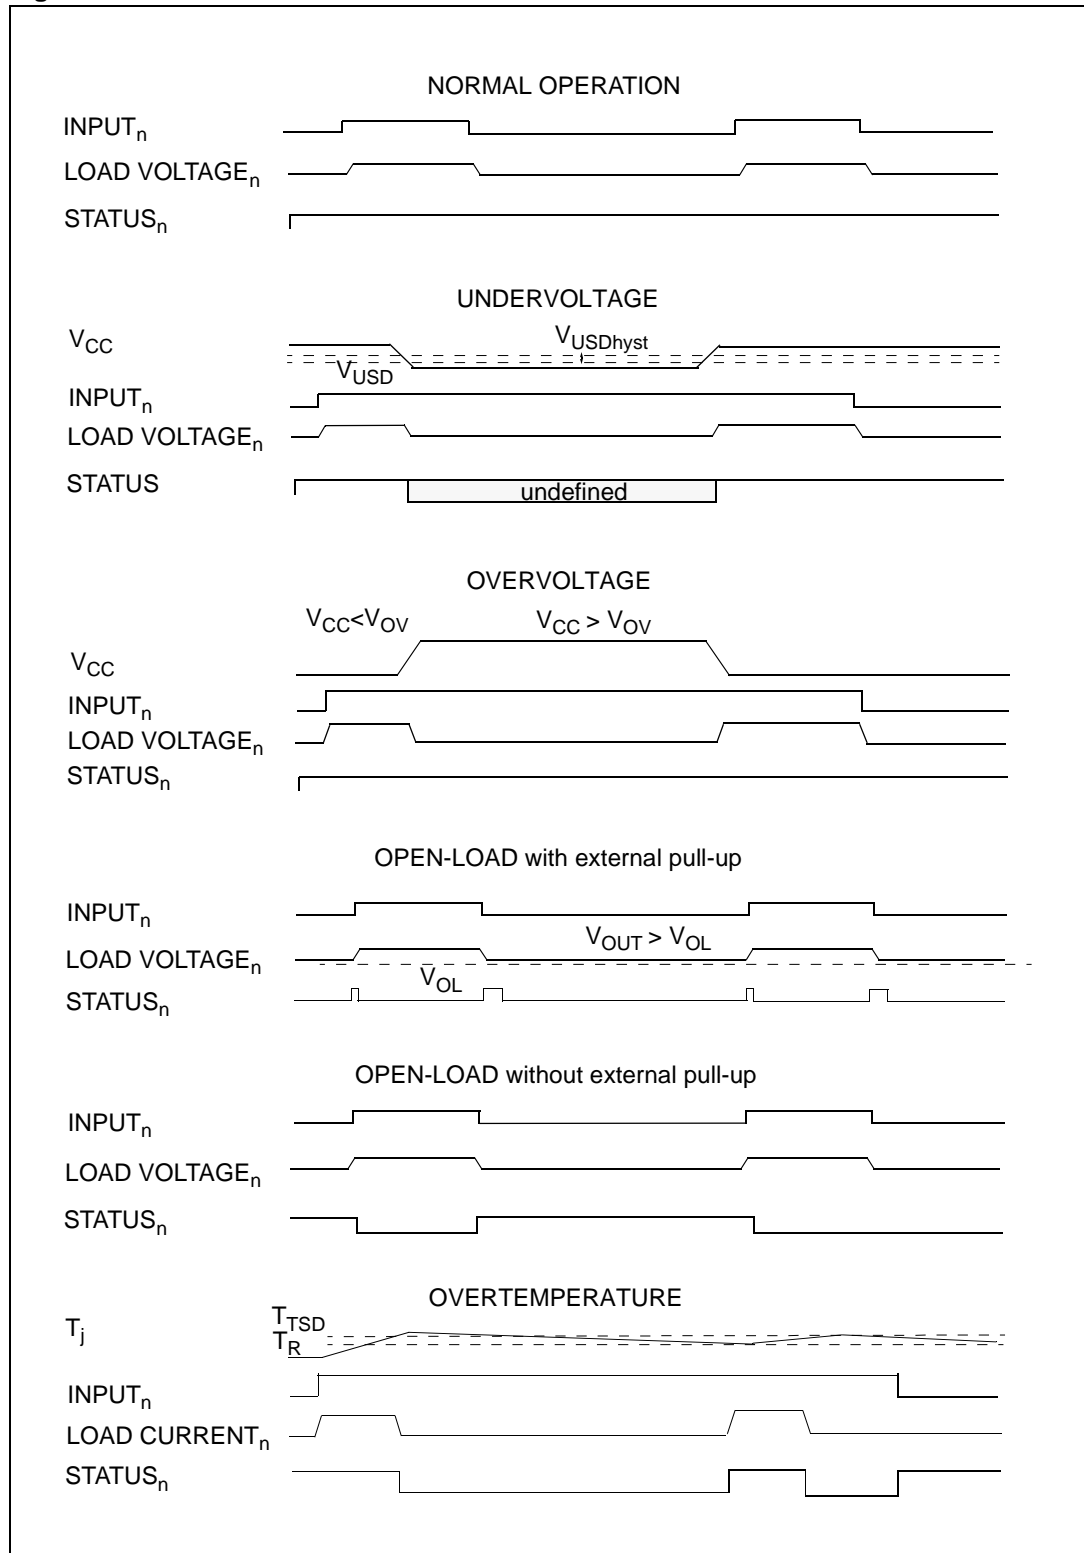 NORMAL OPERATION
INPUTn
LOAD VOLTAGEn
STATUSn
UNDERVOLTAGE
VCC
VUSDhyst
VUSD
INPUTn
LOAD VOLTAGEn
STATUS
undefined
OVERVOLTAGE
VCC<VOV
VCC > VOV
VCC
INPUTn
LOAD VOLTAGEn
STATUSn
OPEN-LOAD with external pull-up
INPUTn
VOUT > VOL
LOAD VOLTAGEn
VOL
STATUSn
OPEN-LOAD without external pull-up
INPUTn
LOAD VOLTAGEn
STATUSn
OVERTEMPERATURE
Tj
TTSD
TR
INPUTn
LOAD CURRENTn
STATUSn